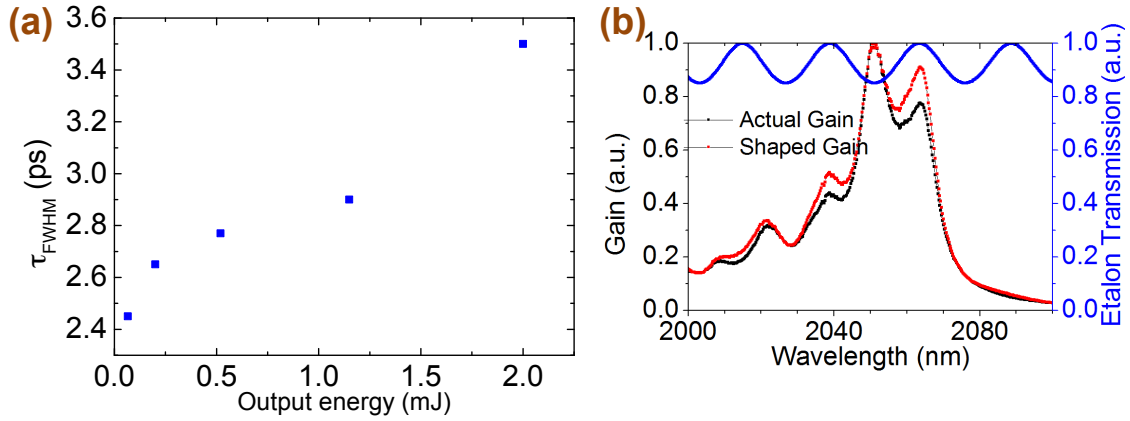 (a)
τFWHM (ps)
3.6
3.4
3.2
3.0
2.8
2.6
2.4
0.0 0.5 1.0 1.5 2.0
Output energy (mJ)
(b)
Gain (a.u.)
1.0
0.8
0.6
0.4
0.2
0.0
Actual Gain
Shaped Gain
2000 2040 2080
Wavelength (nm)
1.0
0.8
0.6
0.4
0.2
0.0
Etalon Transmission (a.u.)